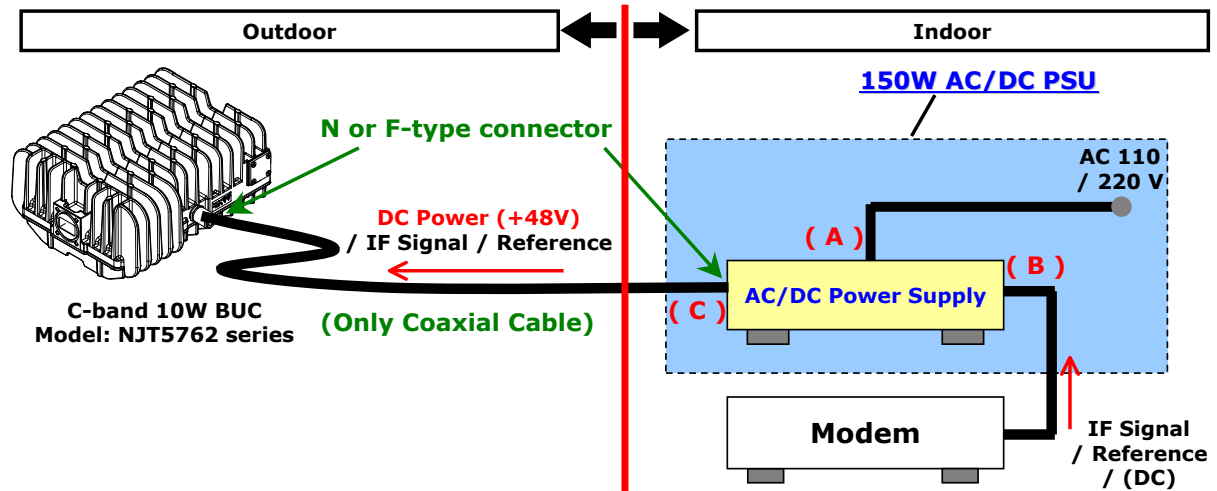 Outdoor
Indoor
150W AC/DC PSU
N or F-type connector
AC 110
/ 220 V
DC Power (+48V)
/ IF Signal / Reference
( A )
( B )
( C )
AC/DC Power Supply
C-band 10W BUC
Model: NJT5762 series
(Only Coaxial Cable)
Modem
IF Signal
/ Reference
/ (DC)